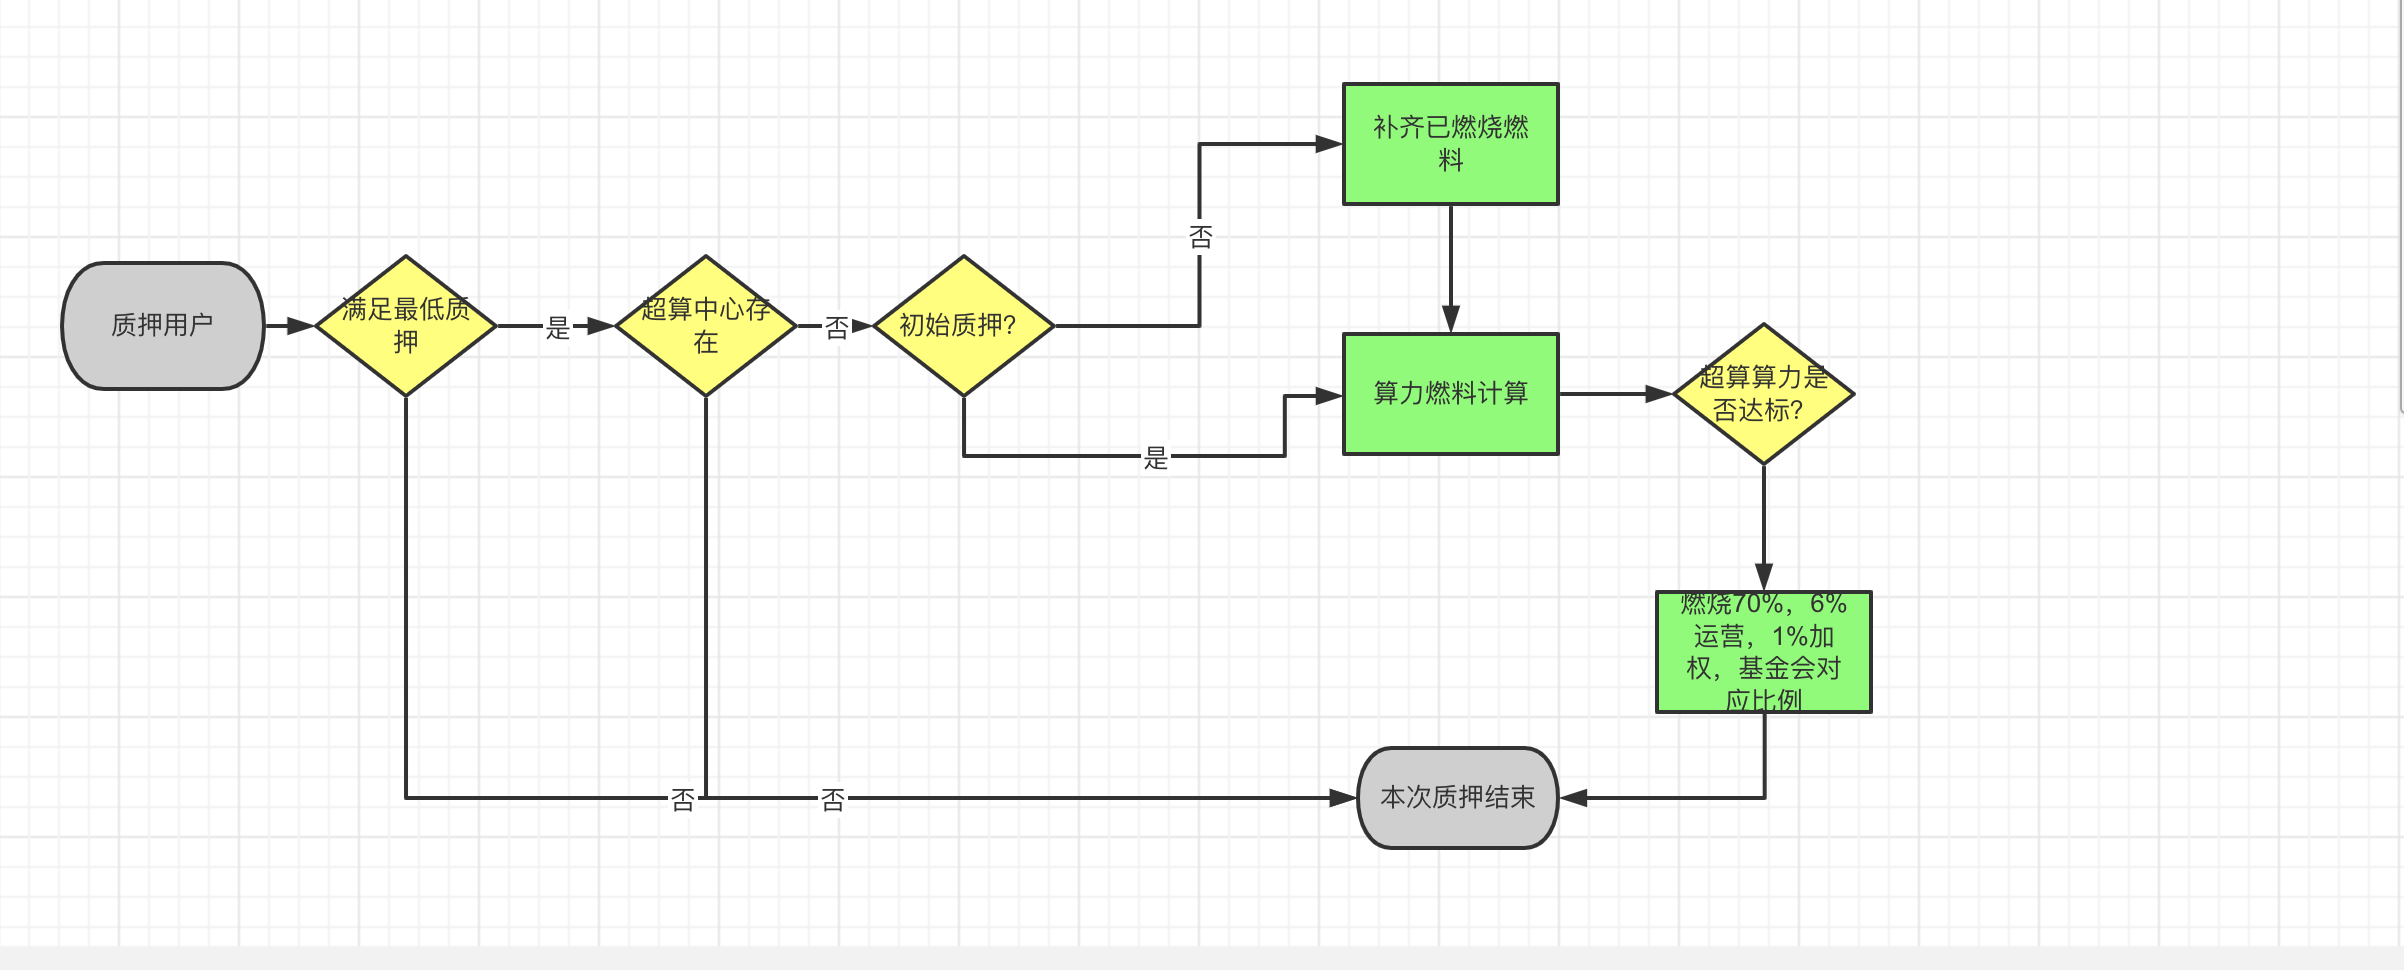 质押用户
满足最低质
押
是
超算中心存
在
否
初始质押?
否
是
补齐已燃烧燃
料
算力燃料计算
超算算力是
否达标?
燃烧70%，6%
运营，1%加
权，基金会对
应比例
否
否
本次质押结束